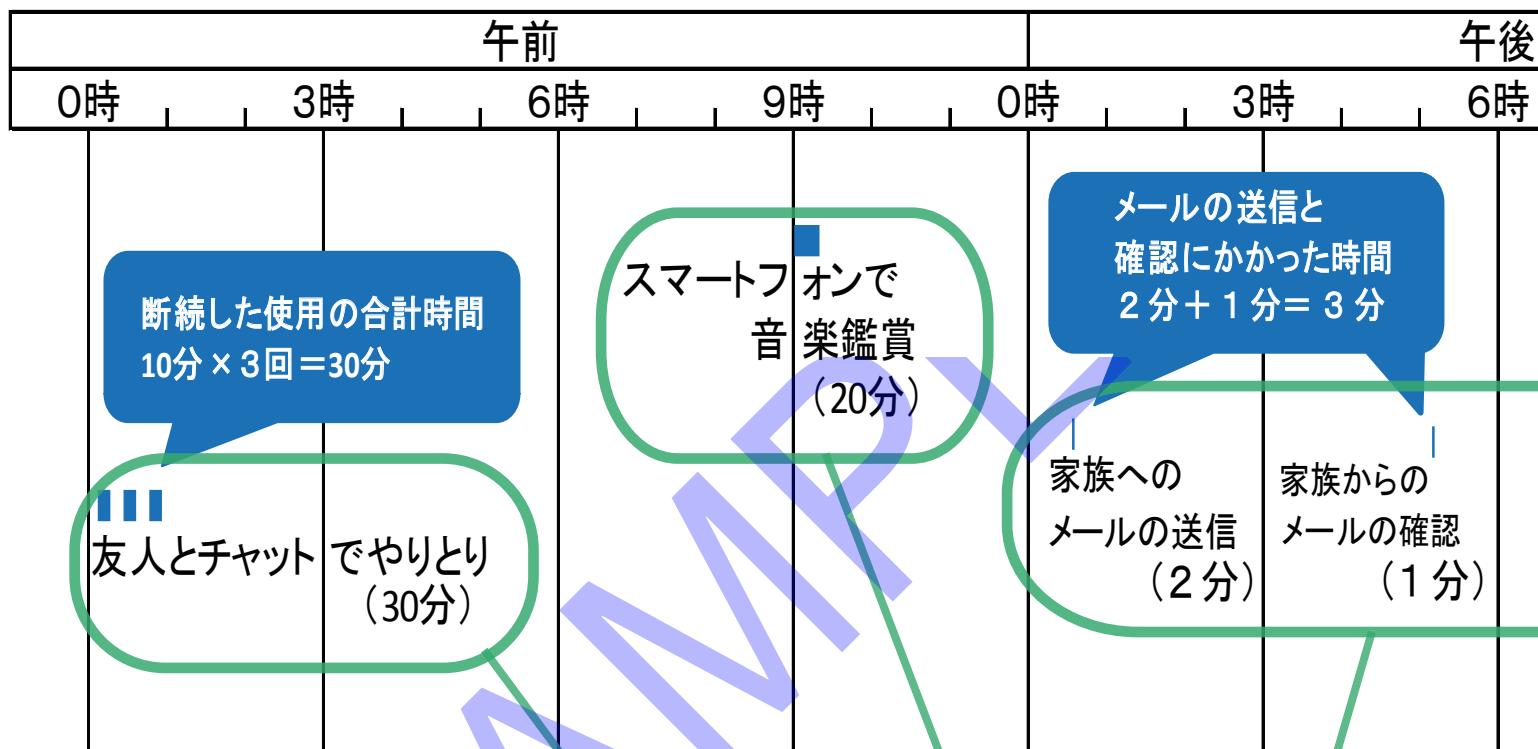 午前
午後
0時 3時 6時 9時 0時 3時 6時
断続した使用の合計時間
10分×3回＝30分
友人とチャットでやりとり
（30分）
スマートフォンで
音楽鑑賞
（20分）
メールの送信と
確認にかかった時間
２分＋１分＝３分
家族への
メールの送信
（２分）
家族からの
メールの確認
（１分）